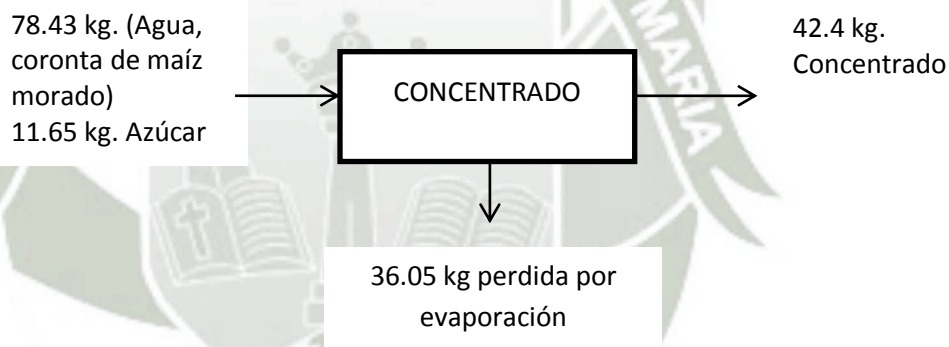 78.43 kg. (Agua,
coronta de maíz
morado)
11.65 kg. Azúcar
CONCENTRADO
42.4 kg.
Concentrado
MARIA
36.05 kg perdida por
evaporación